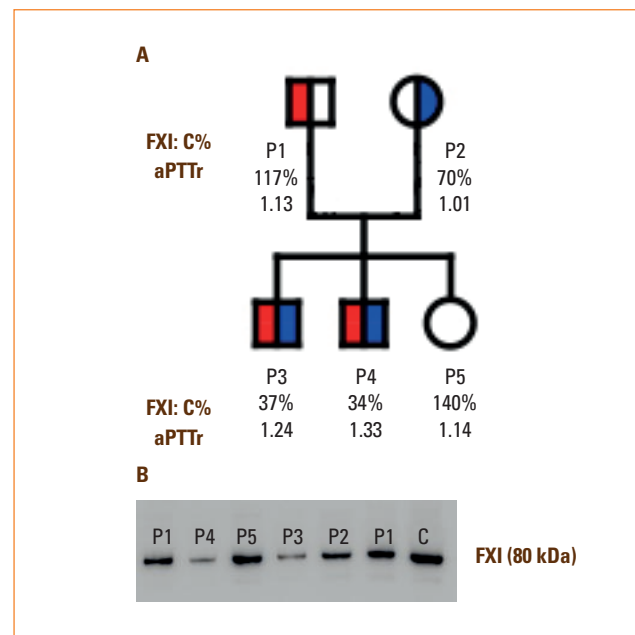 A
FXI: C%
aPTTr
P1
117%
1.13
P2
70%
1.01
FXI: C%
aPTTr
P3
37%
1.24
P4
34%
1.33
P5
140%
1.14
B
P1 P4 P5 P3 P2 P1 C
FXI (80 kDa)